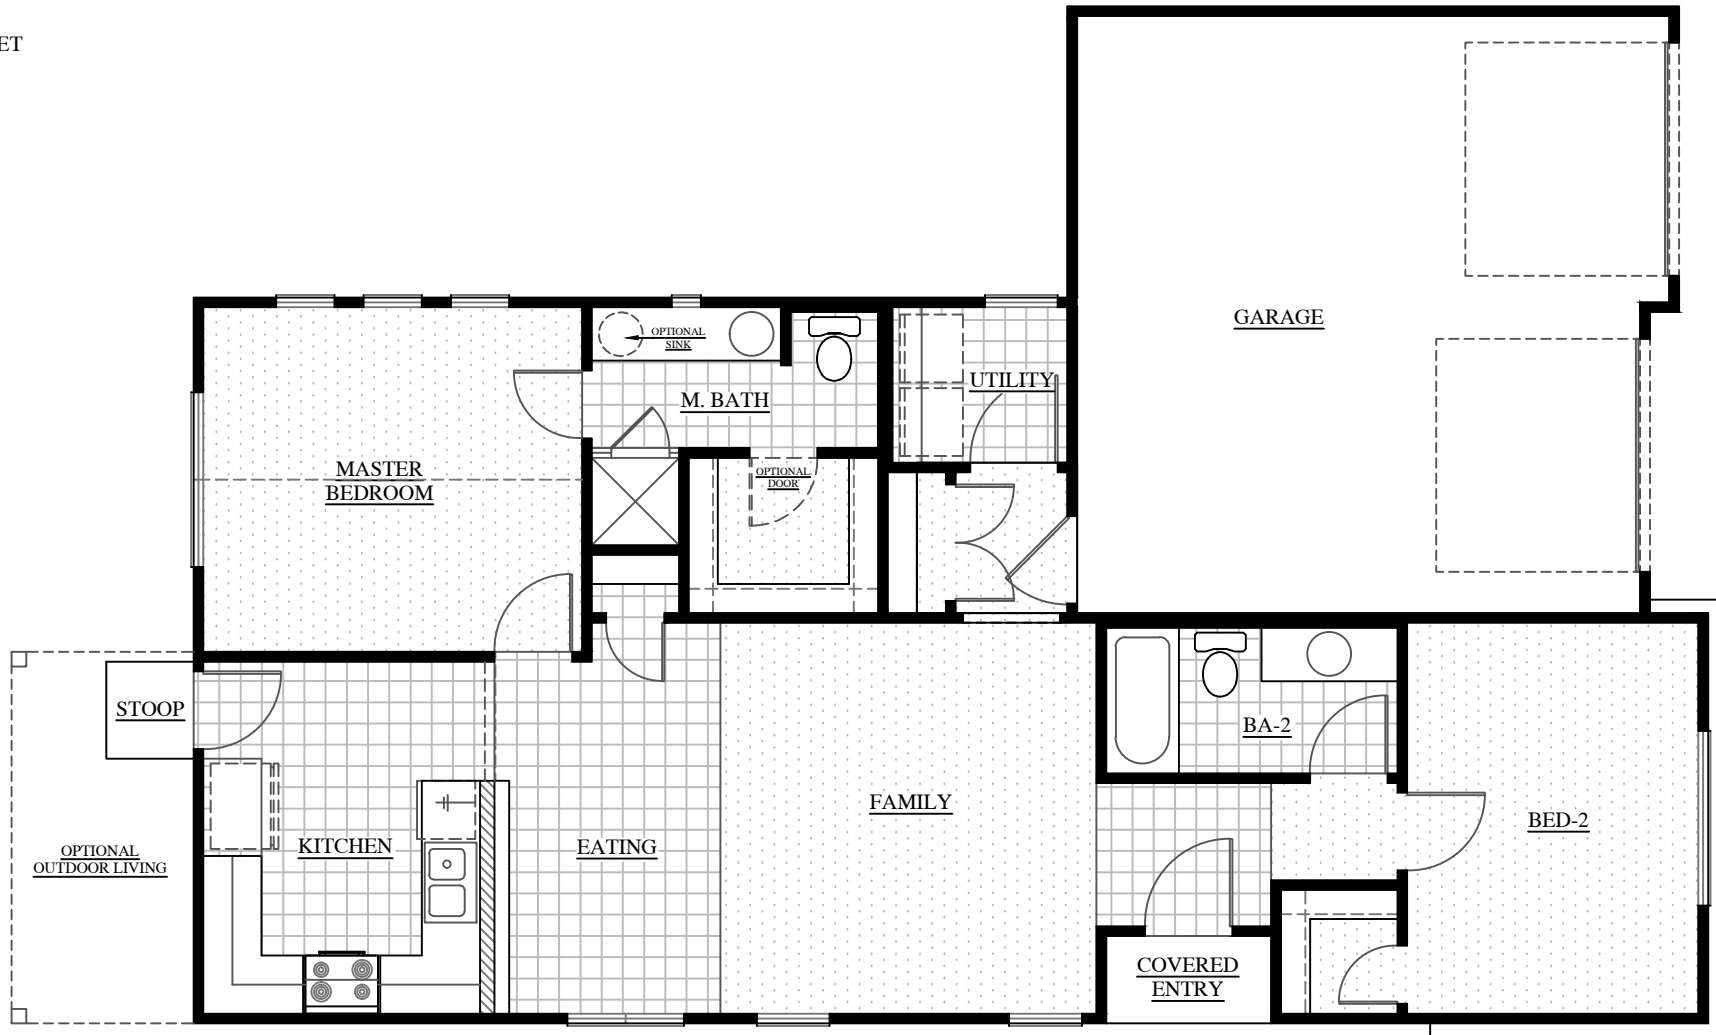 ET
GARAGE
OPTIONAL
SINK
UTILITY
M. BATH
MASTER
BEDROOM
OPTIONAL
DOOR
STOOP
BA-2
FAMILY
BED-2
KITCHEN
EATING
OPTIONAL
OUTDOOR LIVING
COVERED
ENTRY